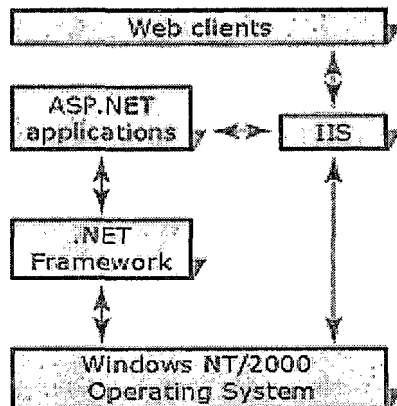 Web clients
ASP.NET
applications
IIS
.NET
Framework
Windows NT/2000
Operating System